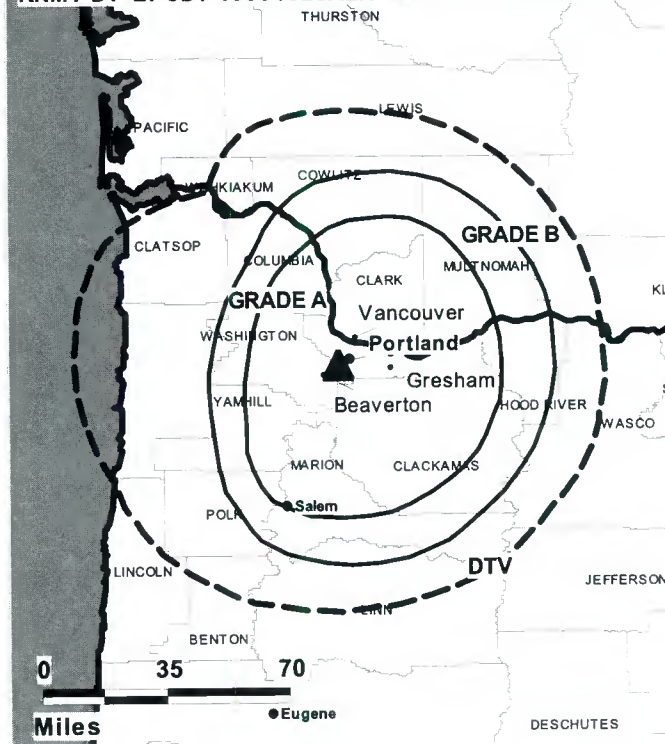 THURSTON
LEWIS
PACIFIC
COWLITZ
WAHKIAKUM
GRADE B
CLATSOP
COLUMBIA
MULTNOMAH
CLARK
GRADE A
Vancouver
WASHINGTON
Portland
Gresham
YAMHILL
Beaverton
HOOD RIVER
WASCO
MARION
CLACKAMAS
Salem
POLK
DTV
LINCOLN
JEFFERSON
LINN
BENTON
0 35 70
Miles
Eugene
DESCHUTES